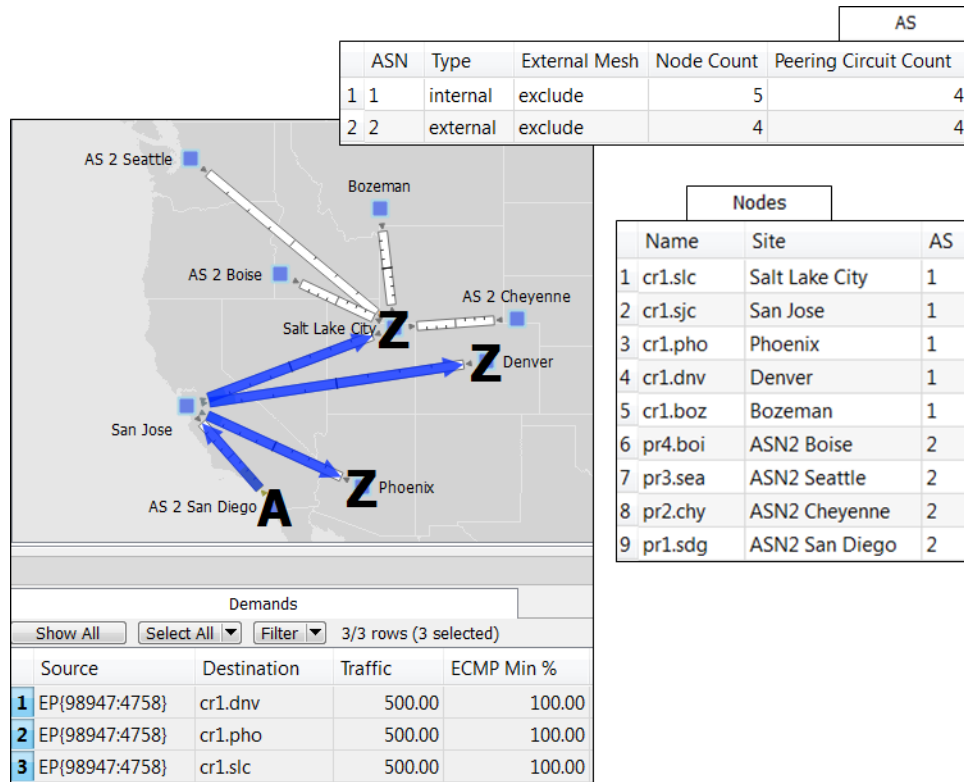 AS
ASN Type External Mesh Node Count Peering Circuit Count
1 1 internal exclude 5 4
2 2 external exclude 4 4
AS 2 Seattle
Bozeman
AS 2 Boise
AS 2 Cheyenne
Salt Lake City
Z
Z
Denver
San Jose
Z
Phoenix
AS 2 San Diego
A
Nodes
Name Site AS
1 cr1.slc Salt Lake City 1
2 cr1.sjc San Jose 1
3 cr1.pho Phoenix 1
4 cr1.dnv Denver 1
5 cr1.boz Bozeman 1
6 pr4.boi ASN2 Boise 2
7 pr3.sea ASN2 Seattle 2
8 pr2.chy ASN2 Cheyenne 2
9 pr1.sdg ASN2 San Diego 2
Demands
Show All Select All Filter 3/3 rows (3 selected)
Source Destination Traffic ECMP Min %
1 EP{98947:4758} cr1.dnv 500.00 100.00
2 EP{98947:4758} cr1.pho 500.00 100.00
3 EP{98947:4758} cr1.slc 500.00 100.00